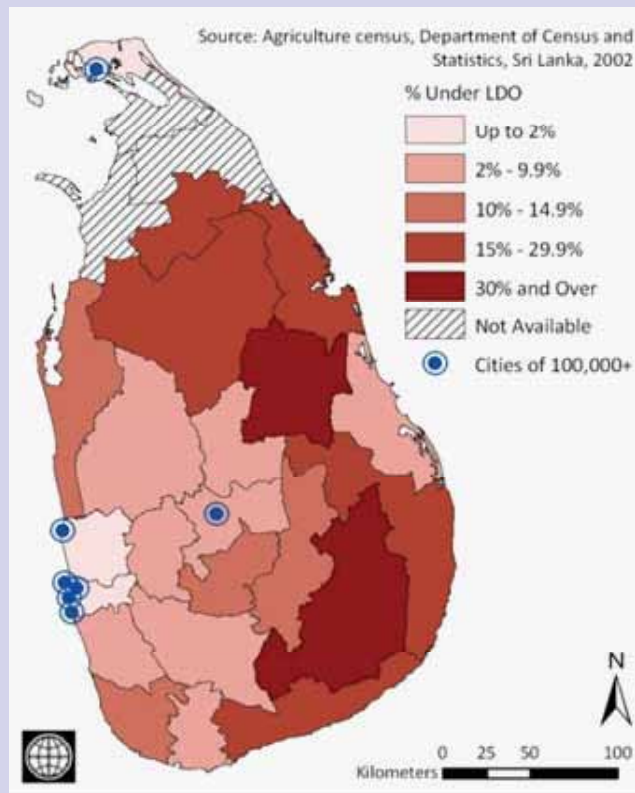 Source: Agriculture census, Department of Census and
Statistics, Sri Lanka, 2002
% Under LDO
Up to 2%
2% - 9.9%
10% - 14.9%
15% - 29.9%
30% and Over
Not Available
Cities of 100,000+
N
0 25 50 100
Kilometers